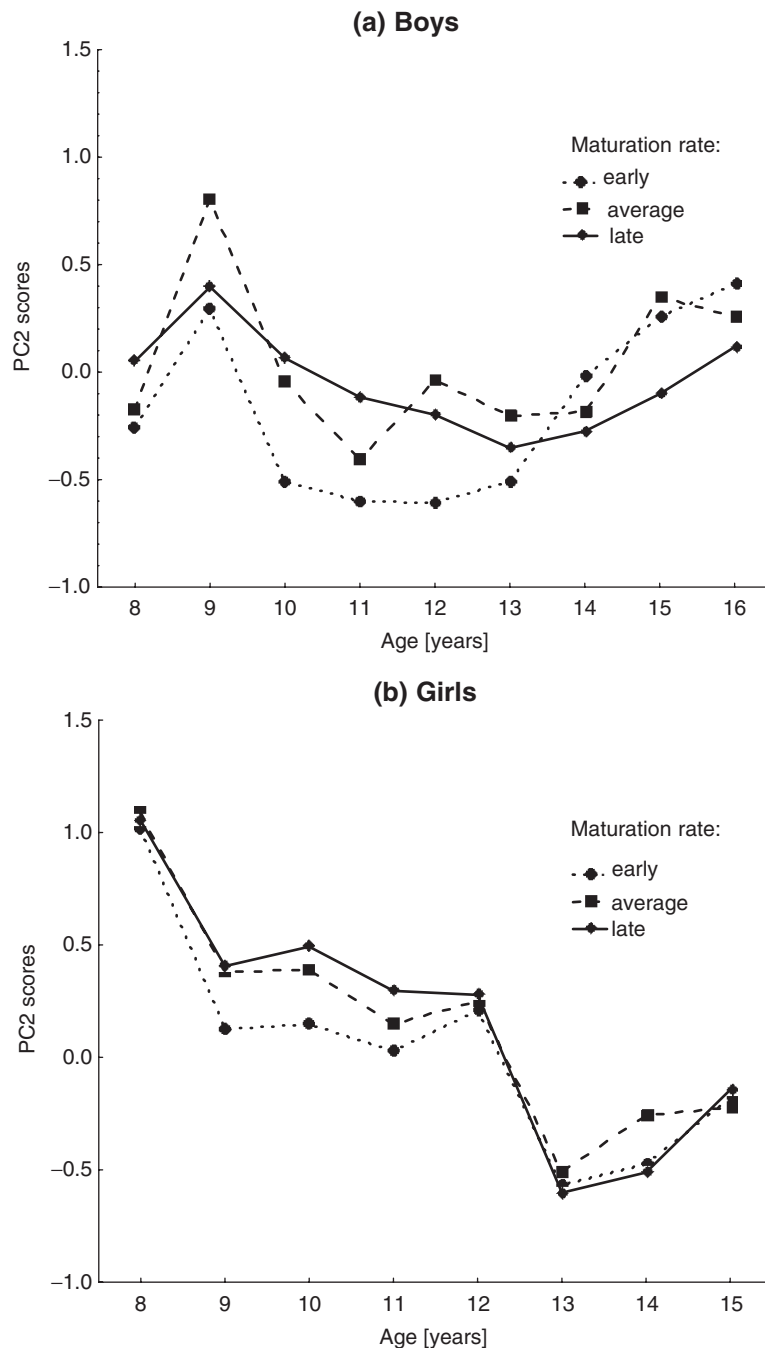 (a) Boys
1.5
1.0
0.5
0.0
−0.5
−1.0
PC2 scores
Maturation rate:
early
average
late
8 9 10 11 12 13 14 15 16
Age [years]
(b) Girls
1.5
1.0
0.5
0.0
−0.5
−1.0
PC2 scores
Maturation rate:
early
average
late
8 9 10 11 12 13 14 15
Age [years]